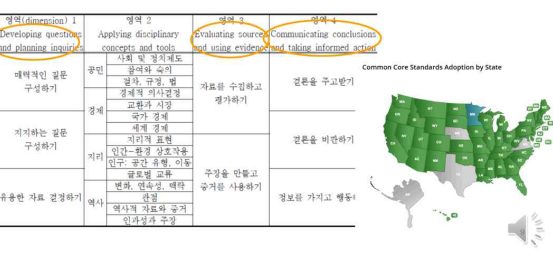 영역(dimension) 1
Developing questions
and planning inquiries
매력적인 질문
구성하기
지지하는 질문
구성하기
유용한 자료 결정하기
영역 2
Applying disciplinary
concepts and tools
공민
사회 및 정치제도
참여와 숙의
절차, 규정, 법
경제
경제적 의사결정
교환과 시장
국가 경제
세계 경제
지리
지리적 표현
인간-환경 상호작용
인구: 공간 유형, 이동
글로벌 교류
역사
변화, 연속성, 맥락
관점
역사적 자료와 증거
인과성과 주장
영역 3
Evaluating sources
and using evidence
자료를 수집하고
평가하기
주장을 만들고
증거를 사용하기
영역 4
Communicating conclusions
and taking informed action
결론을 주고받기
결론을 비판하기
정보를 가지고 행동
Common Core Standards Adoption by State